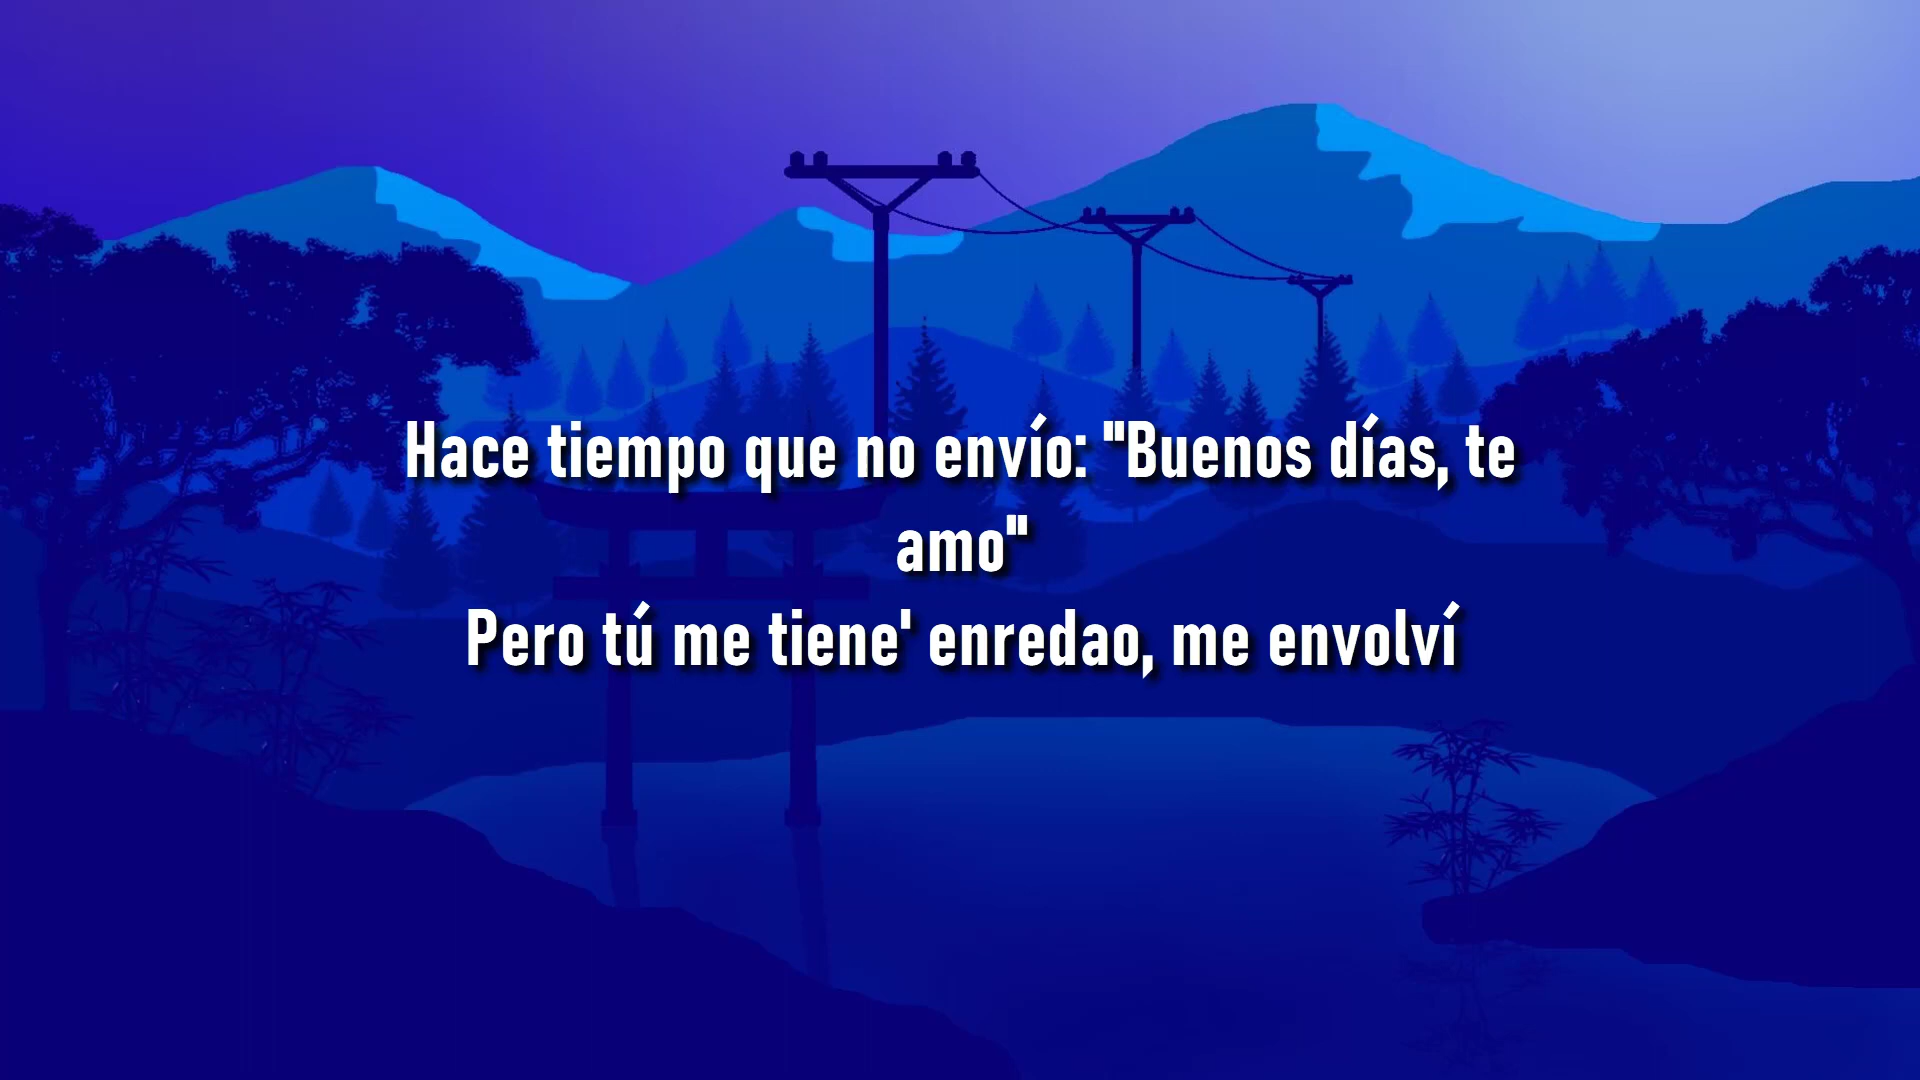 Hace tiempo que no envío: "Buenos días, te
amo"
Pero tú me tiene' enredao, me envolví